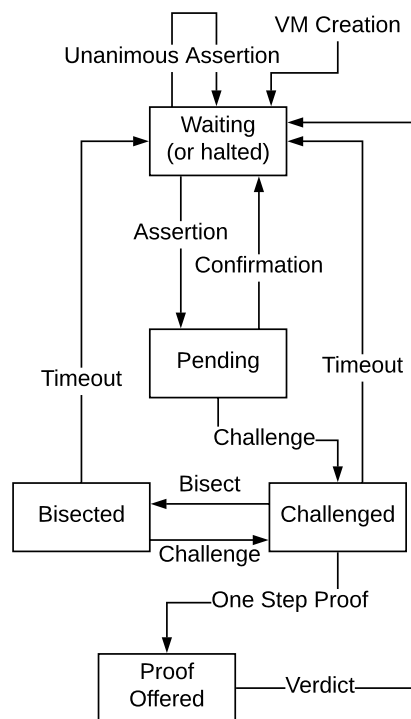 VM Creation
Unanimous Assertion
Waiting
(or halted)
Assertion
Confirmation
Pending
Timeout
Timeout
Challenge
Bisect
Bisected
Challenged
Challenge
One Step Proof
Proof
Offered
Verdict